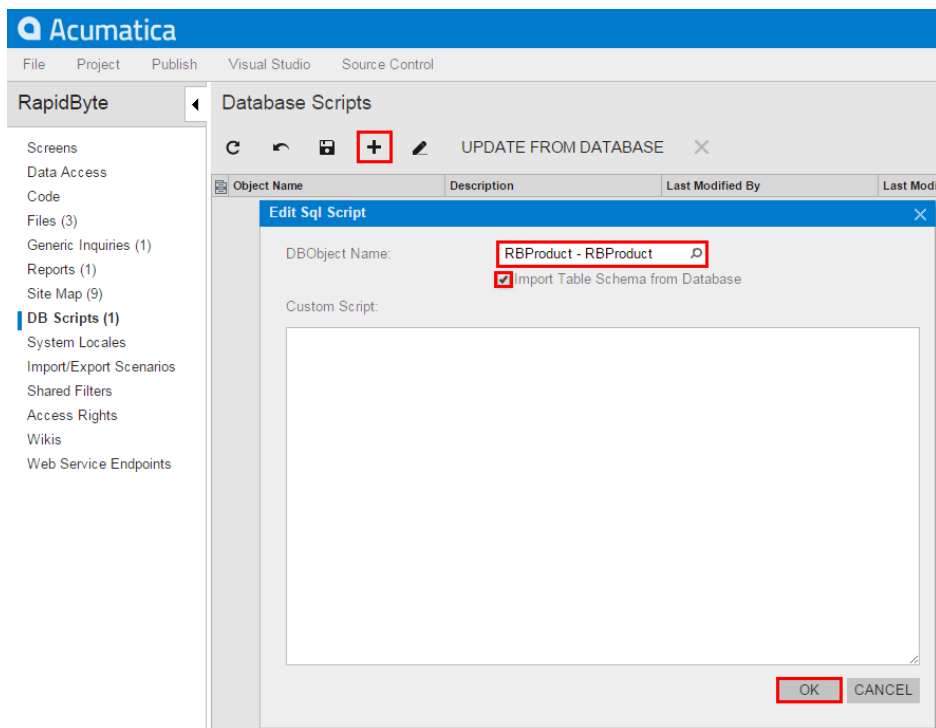 Acumatica
File Project Publish Visual Studio Source Control
RapidByte
Database Scripts
UPDATE FROM DATABASE
Object Name Description Last Modified By Last Modi
Screens
Data Access
Code
Files (3)
Generic Inquiries (1)
Reports (1)
Site Map (9)
DB Scripts (1)
System Locales
Import/Export Scenarios
Shared Filters
Access Rights
Wikis
Web Service Endpoints
Edit Sql Script
DBObject Name: RBProduct - RBProduct
Import Table Schema from Database
Custom Script:
OK CANCEL